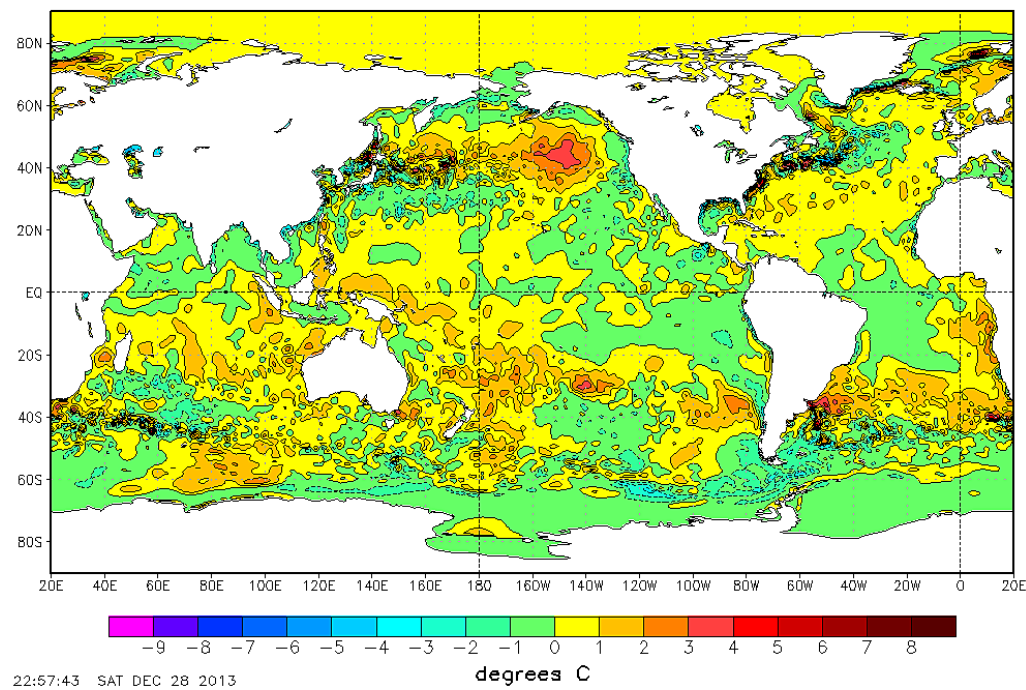 80N
60N
40N
20N
EQ
20S
40S
60S
80S
20E 40E 60E 80E 100E 120E 140E 160E 180 160W 140W 120W 100W 80W 60W 40W 20W 0 20E
-9 -8 -7 -6 -5 -4 -3 -2 -1 0 1 2 3 4 5 6 7 8
degrees C
22:57:43 SAT DEC 28 2013